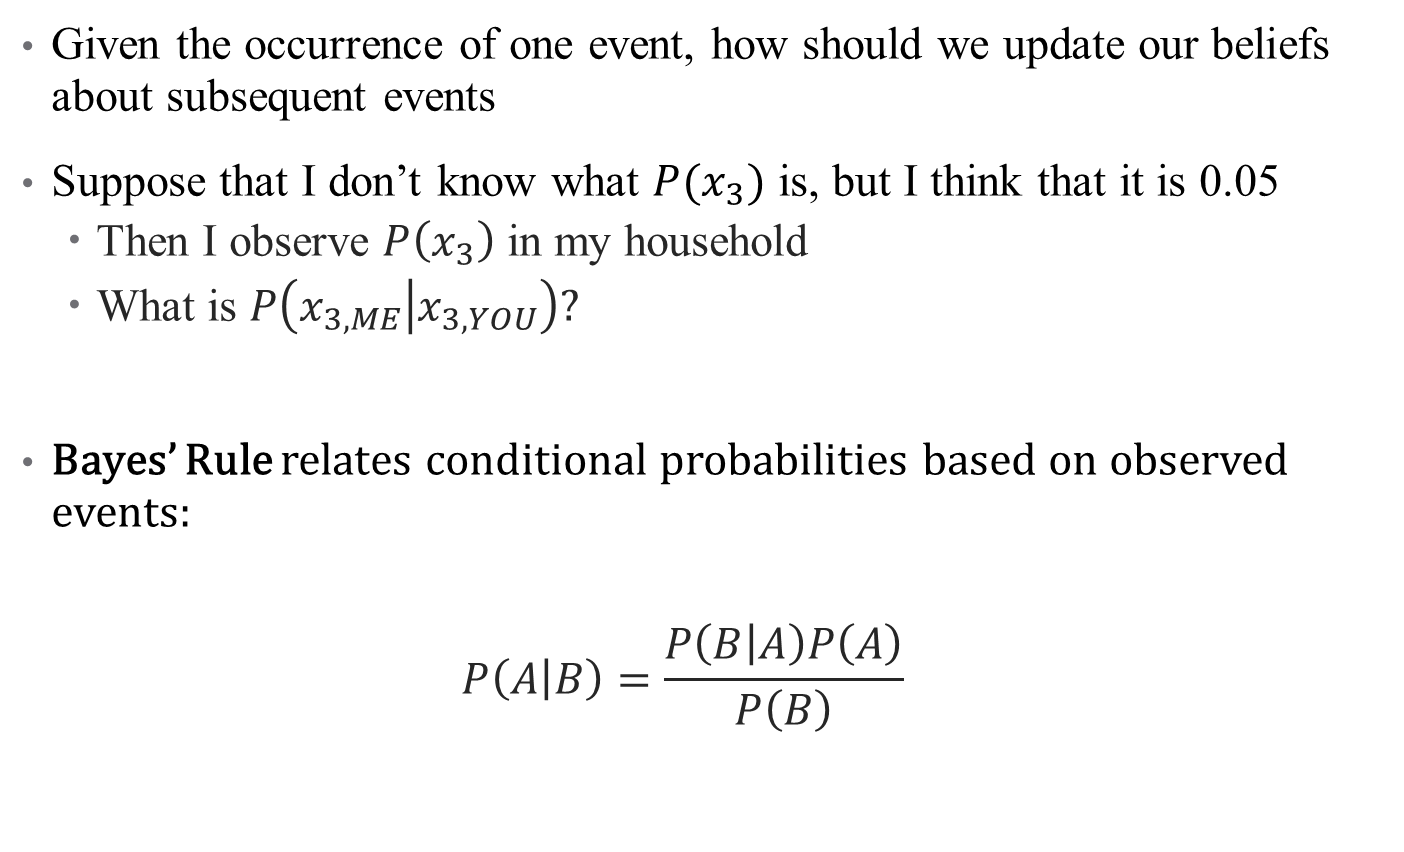 • Given the occurrence of one event, how should we update our beliefs
about subsequent events
• Suppose that I don’t know what P(x₃) is, but I think that it is 0.05
• Then I observe P(x₃) in my household
• What is P(x₃,ME|x₃,YOU)?
• Bayes’ Rule relates conditional probabilities based on observed
events:
P(A|B) = P(B|A)P(A) / P(B)